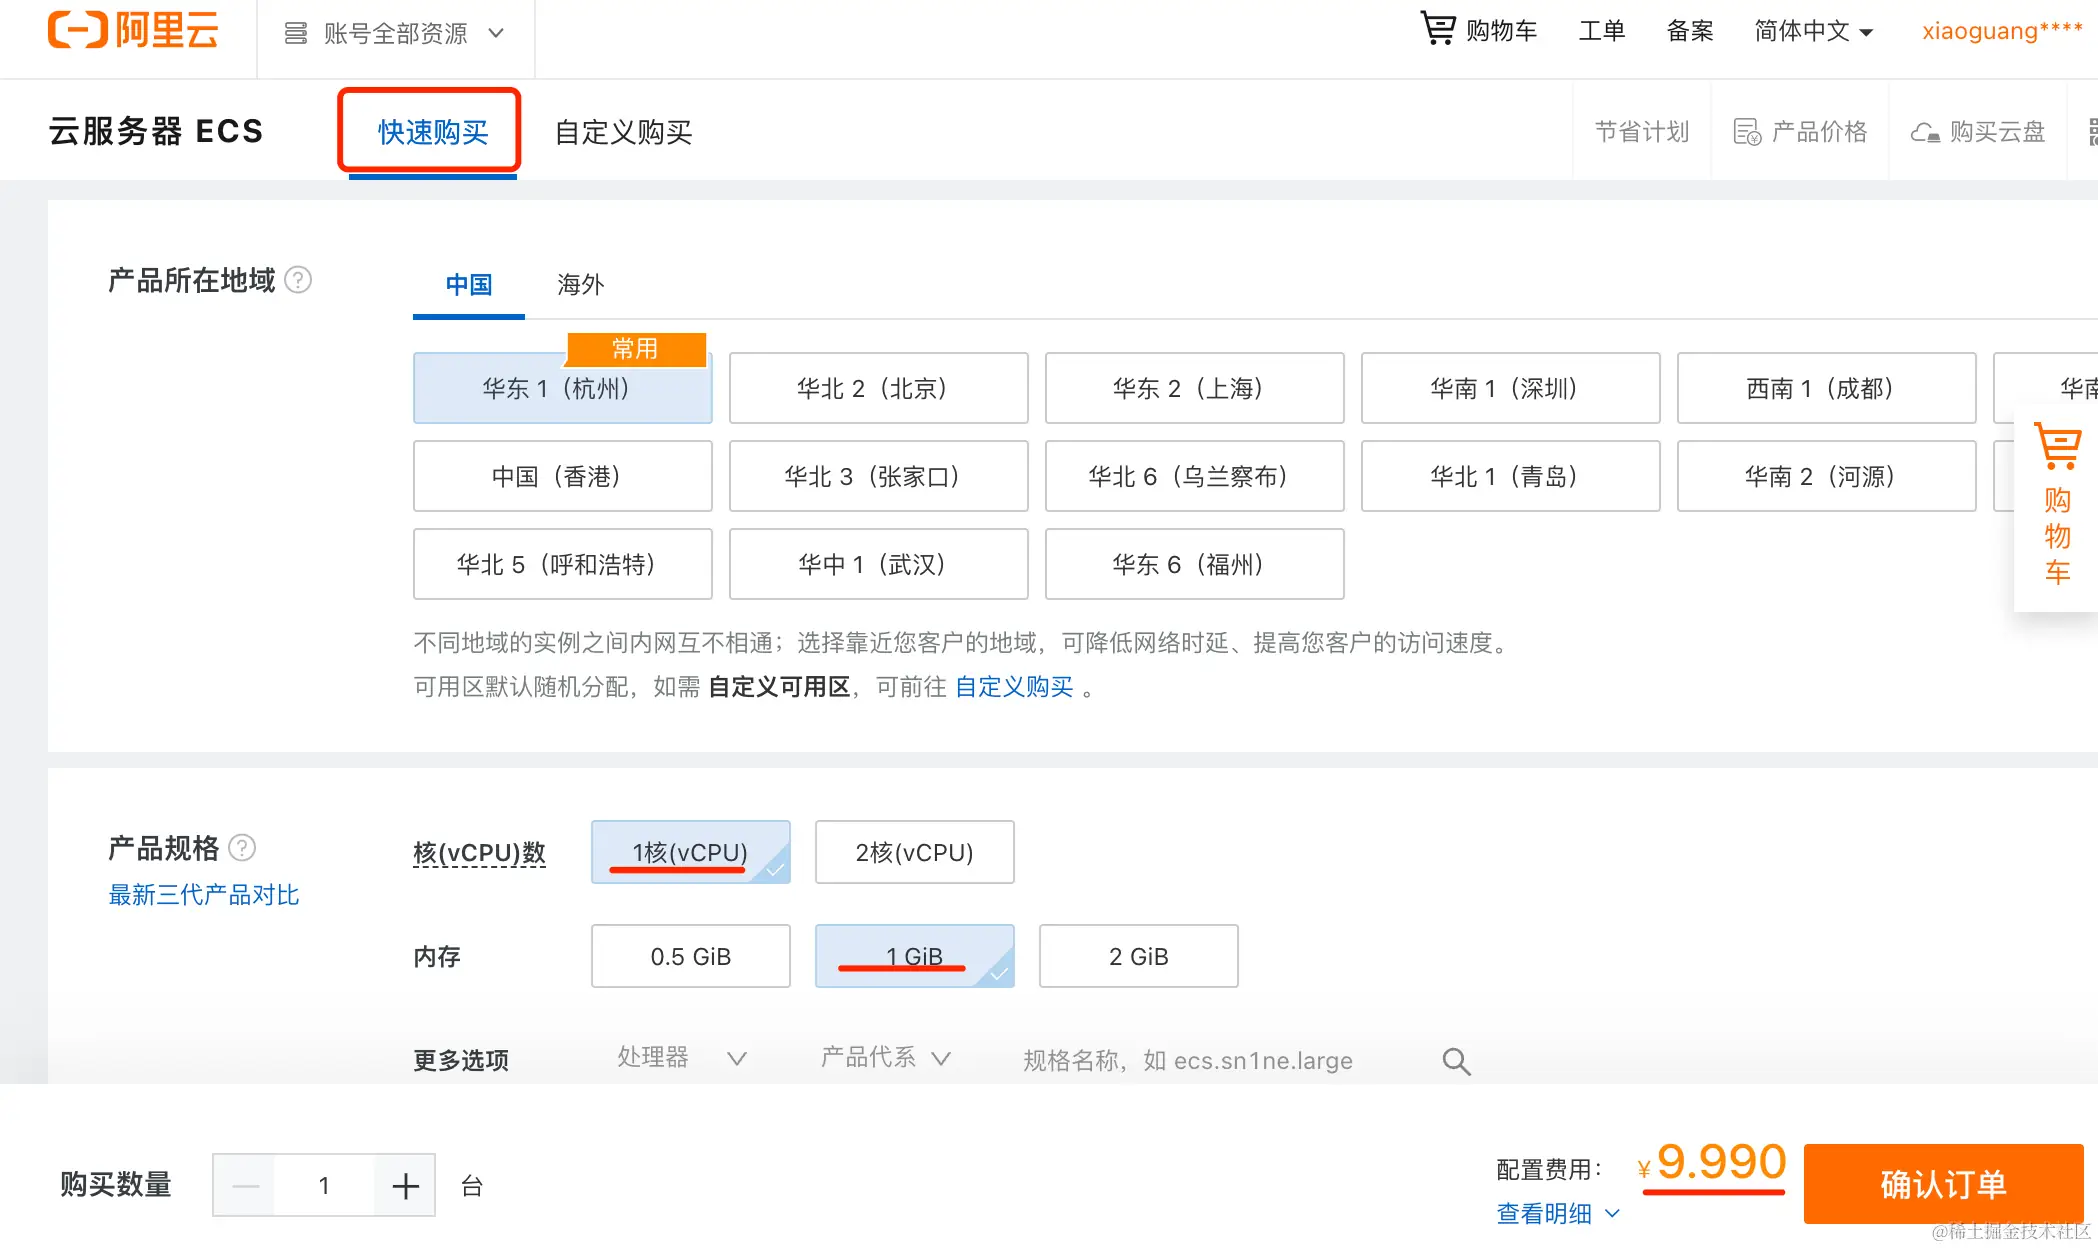 阿里云
账号全部资源
购物车
工单
备案
简体中文
xiaoguang****
云服务器 ECS
快速购买
自定义购买
节省计划
产品价格
购买云盘
产品所在地域
中国
海外
常用
华东 1（杭州）
华北 2（北京）
华东 2（上海）
华南 1（深圳）
西南 1（成都）
华南
中国（香港）
华北 3（张家口）
华北 6（乌兰察布）
华北 1（青岛）
华南 2（河源）
华北 5（呼和浩特）
华中 1（武汉）
华东 6（福州）
购
物
车
不同地域的实例之间内网互不相通；选择靠近您客户的地域，可降低网络时延、提高您客户的访问速度。
可用区默认随机分配，如需 自定义可用区，可前往 自定义购买 。
产品规格
最新三代产品对比
核(vCPU)数
1核(vCPU)
2核(vCPU)
内存
0.5 GiB
1 GiB
2 GiB
更多选项
处理器
产品代系
规格名称，如 ecs.sn1ne.large
购买数量
1
台
配置费用：
¥9.990
查看明细
确认订单
@稀土掘金技术社区